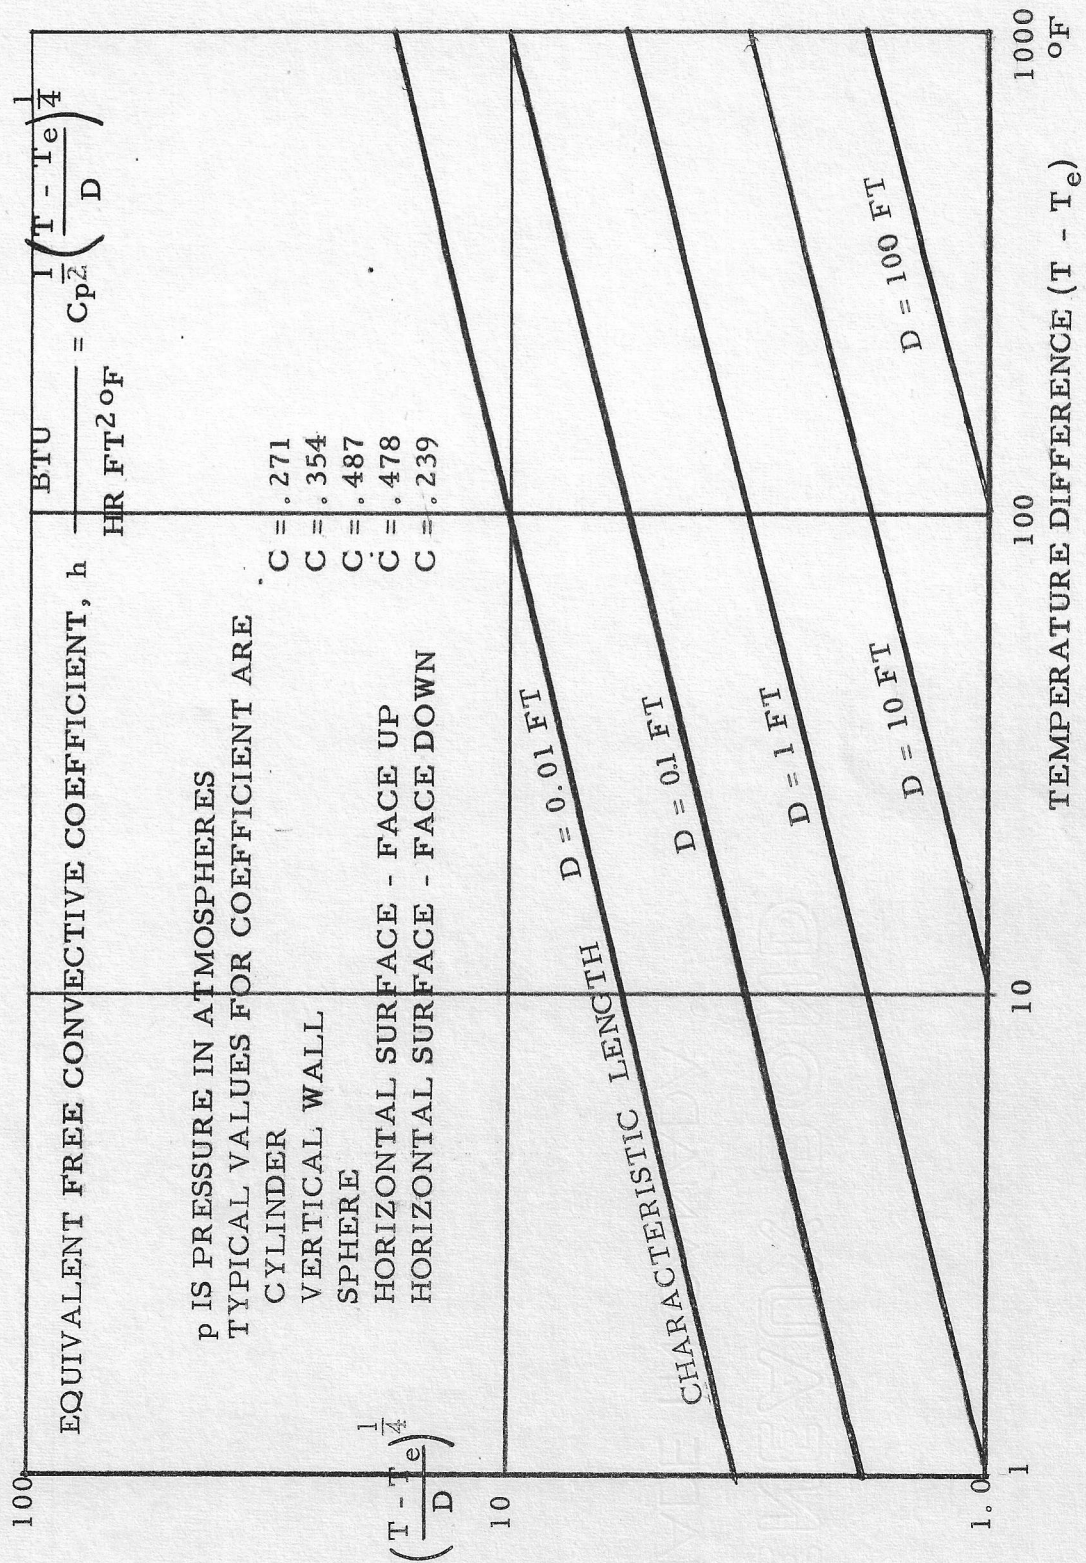 100
EQUIVALENT FREE CONVECTIVE COEFFICIENT, h BTU / HR FT² °F = Cp^1/2 (T - Te / D)^1/4
p IS PRESSURE IN ATMOSPHERES
TYPICAL VALUES FOR COEFFICIENT ARE
CYLINDER C = .271
VERTICAL WALL C = .354
SPHERE C = .487
HORIZONTAL SURFACE - FACE UP C = .478
HORIZONTAL SURFACE - FACE DOWN C = .239
(T - Te / D)^1/4
10
D = 0.01 FT
CHARACTERISTIC LENGTH
D = 0.1 FT
D = 1 FT
D = 10 FT
D = 100 FT
1.0
1 10 100 1000
TEMPERATURE DIFFERENCE (T - Te) °F